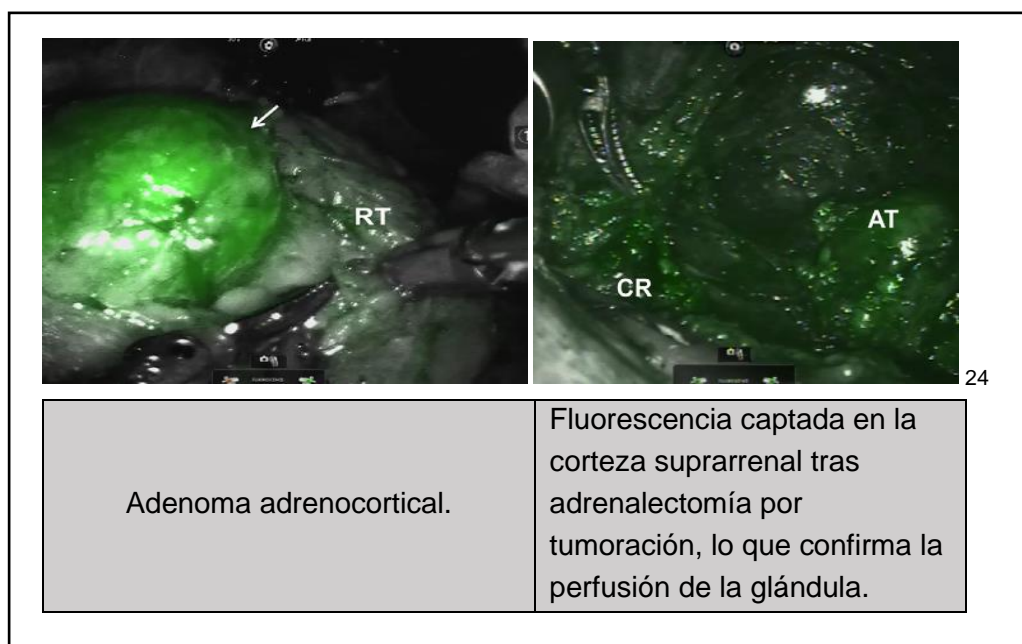 RT
CR
AT
24
Adenoma adrenocortical.
Fluorescencia captada en la
corteza suprarrenal tras
adrenalectomía por
tumoración, lo que confirma la
perfusión de la glándula.